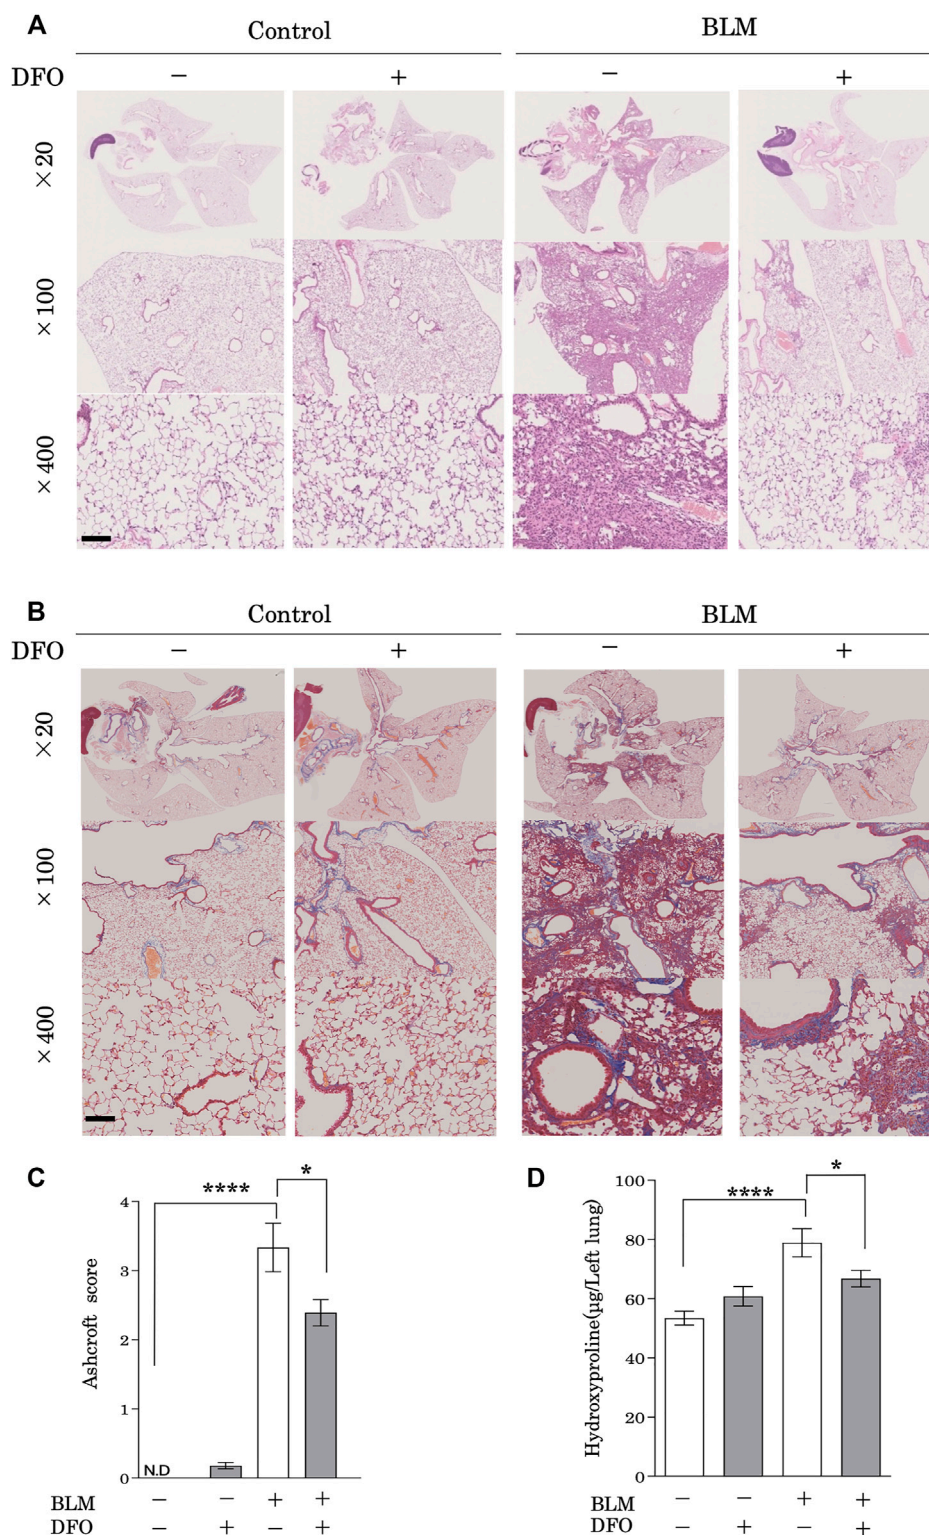 A
Control BLM
DFO − + − +
×20
×100
×400
B
Control BLM
DFO − + − +
×20
×100
×400
C
**** *
Ashcroft score
4
3
2
1
0
N.D
BLM − − + +
DFO − + − +
D
**** *
Hydroxyproline(µg/Left lung)
100
80
60
40
20
0
BLM − − + +
DFO − + − +